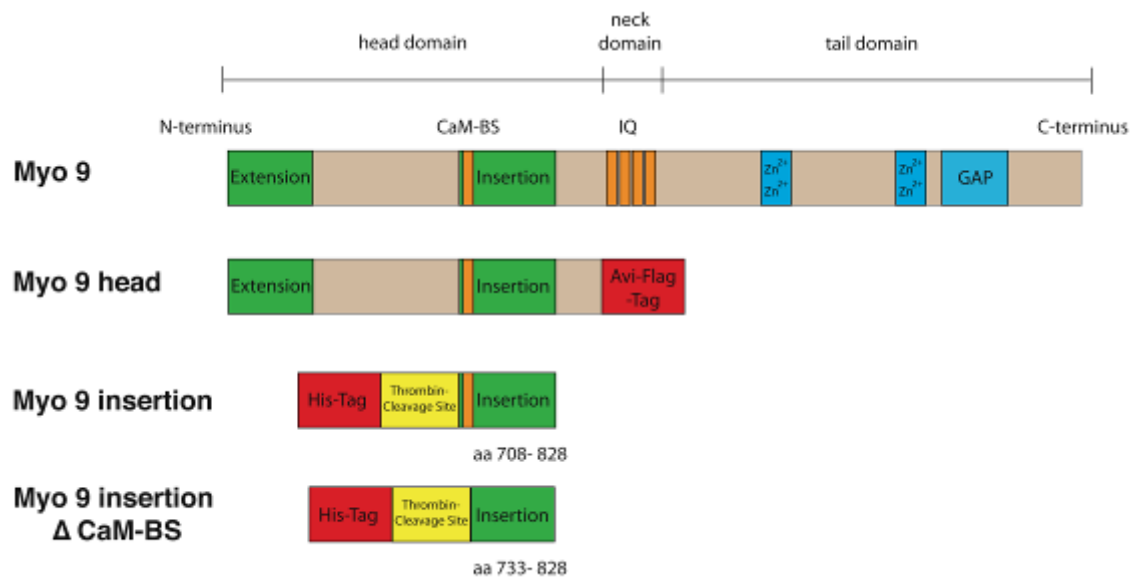 neck
head domain domain tail domain
N-terminus CaM-BS IQ C-terminus
Myo 9 Extension Insertion Zn2+ Zn2+ GAP
Zn2+ Zn2+
Myo 9 head Extension Insertion Avi-Flag
-Tag
Myo 9 insertion His-Tag Thrombin-
Cleavage Site Insertion
aa 708- 828
Myo 9 insertion
Δ CaM-BS His-Tag Thrombin-
Cleavage Site Insertion
aa 733- 828